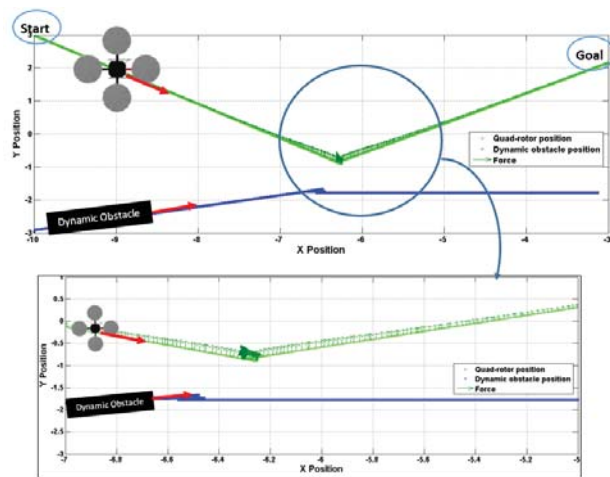 Start
Goal
3
2
1
0
-1
-2
-3
Y Position
Quad-rotor position
Dynamic obstacle position
Force
Dynamic Obstacle
-10 -9 -8 -7 -6 -5 -4 -3
X Position
1
0.5
0
-0.5
-1
-1.5
-2
-2.5
-3
Y Position
Quad-rotor position
Dynamic obstacle position
Force
Dynamic Obstacle
-7 -6.8 -6.6 -6.4 -6.2 -6 -5.8 -5.6 -5.4 -5.2 -5
X Position